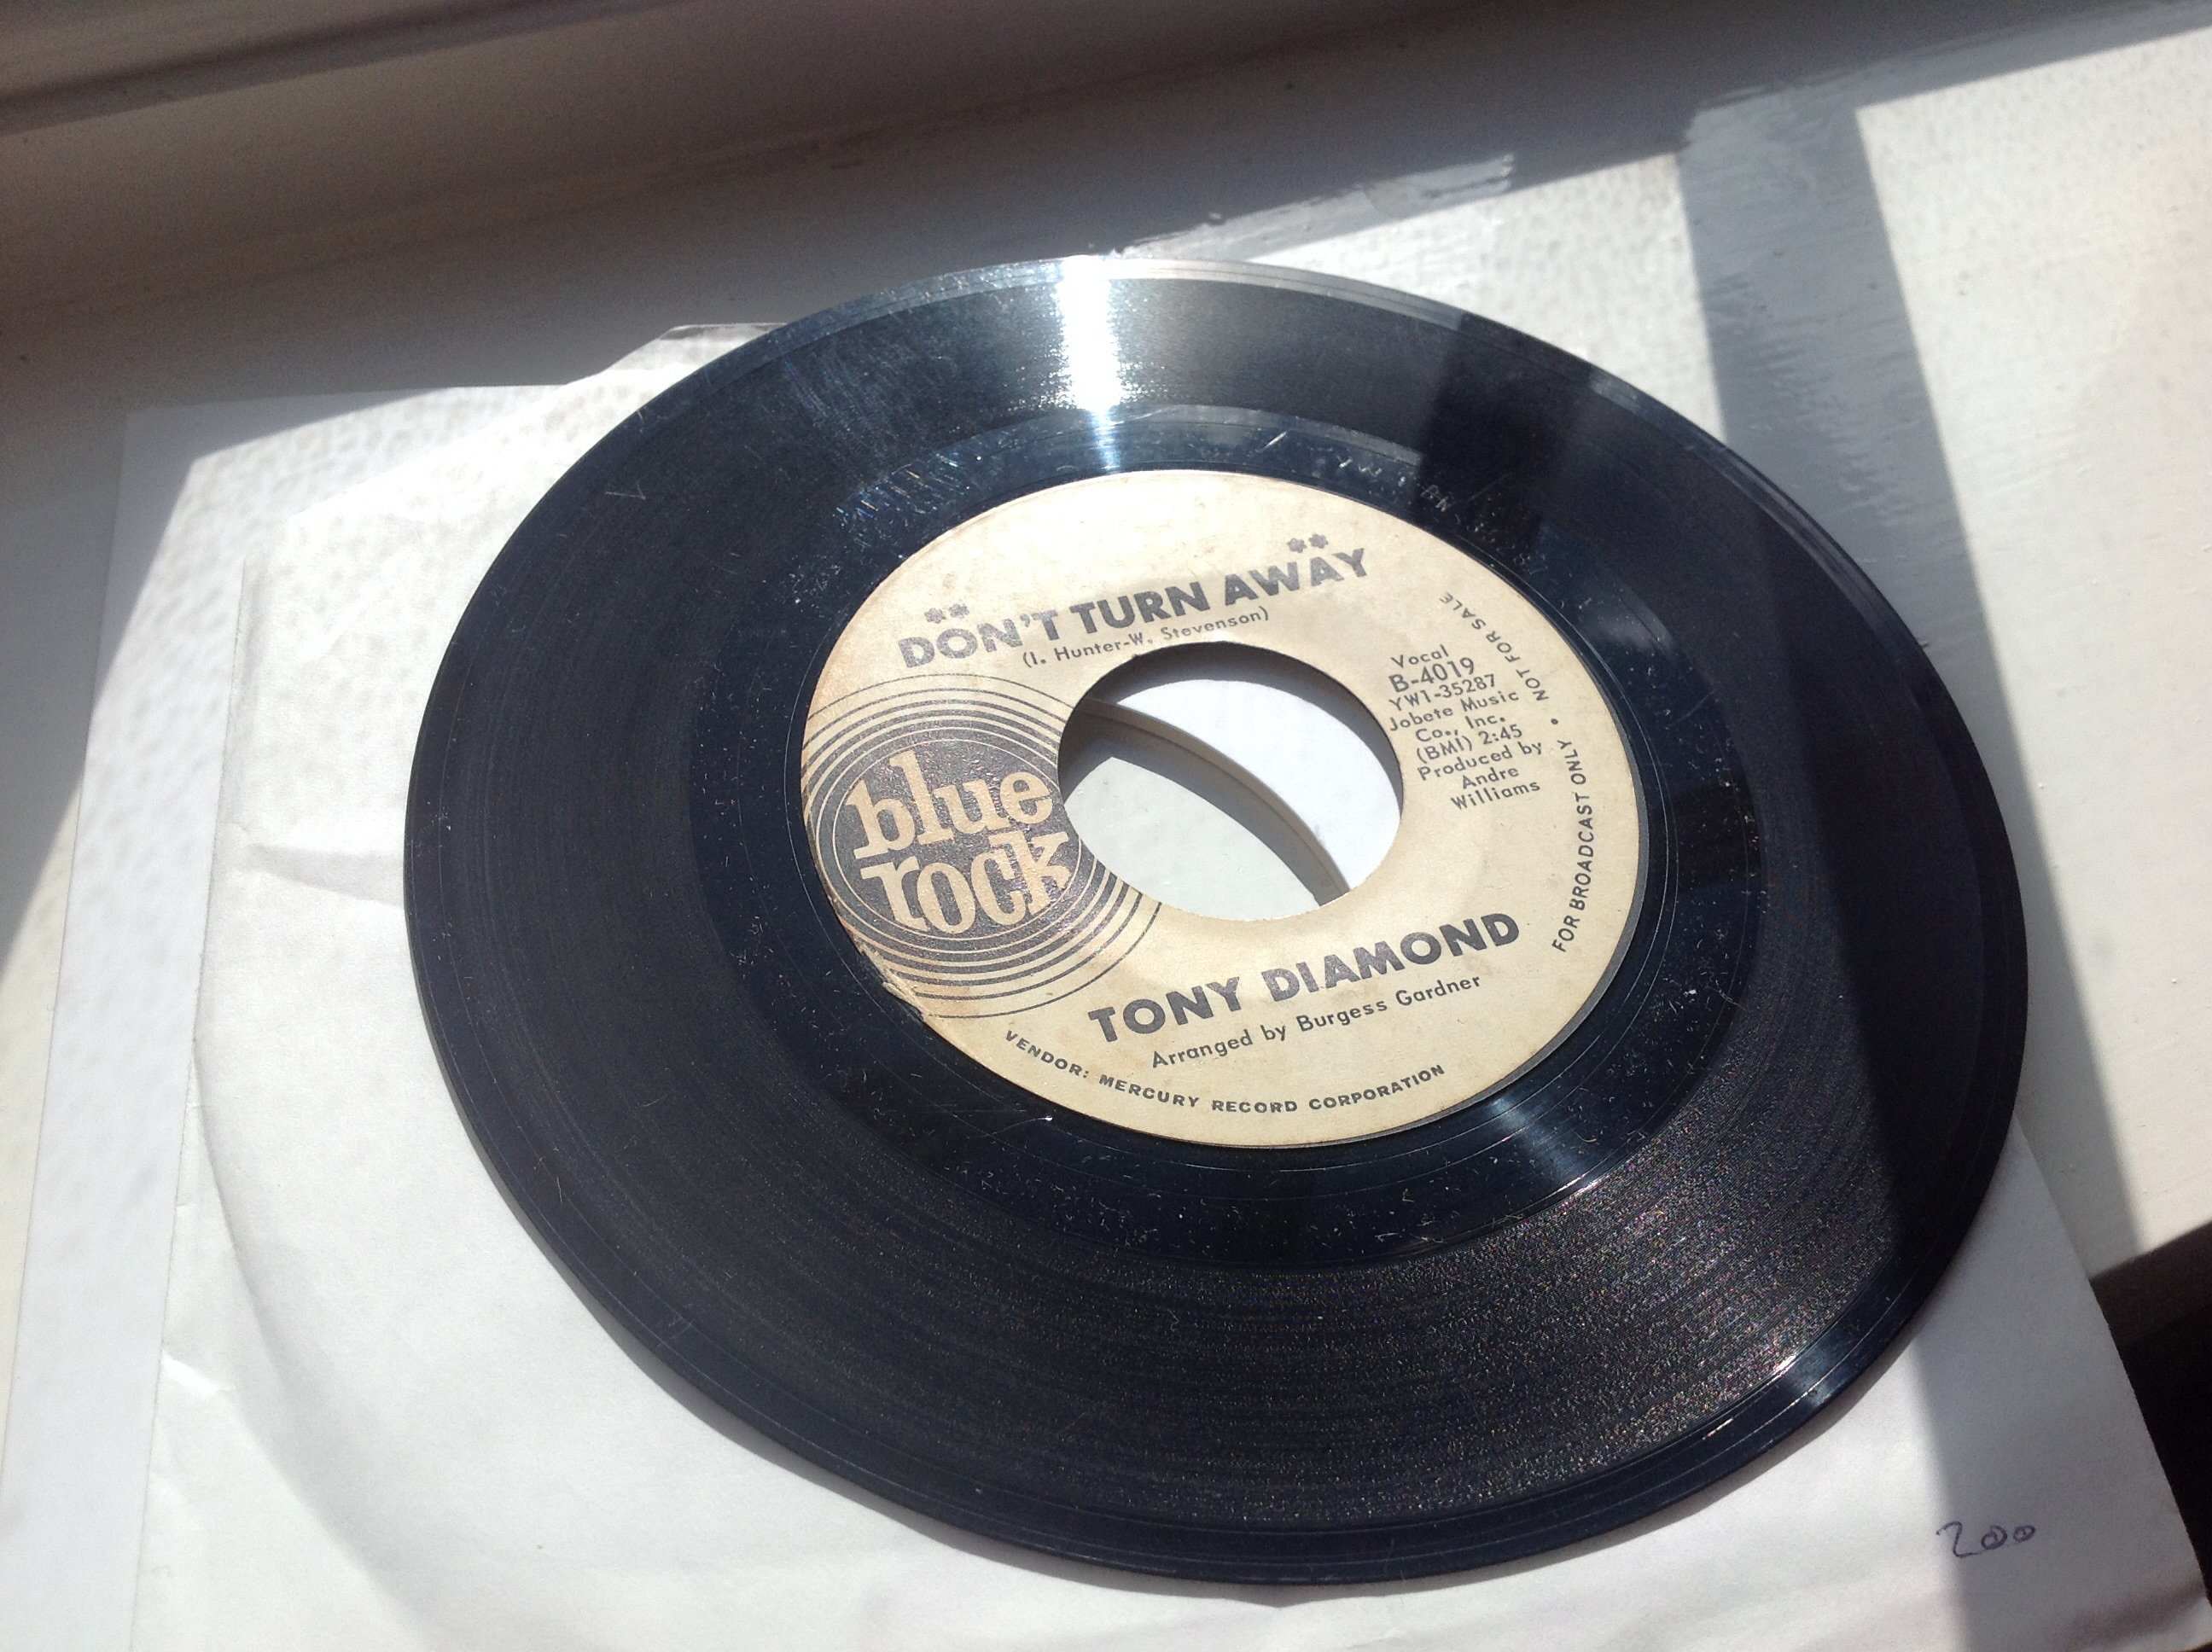 ** **
DON'T TURN AWAY
(I. Hunter-W. Stevenson)
blue
rock
Vocal
B-4019
YW1-35287
Jobete Music
Co., Inc.
(BMI) 2:45
Produced by
Andre
Williams
FOR BROADCAST ONLY • NOT FOR SALE
TONY DIAMOND
Arranged by Burgess Gardner
VENDOR: MERCURY RECORD CORPORATION
200